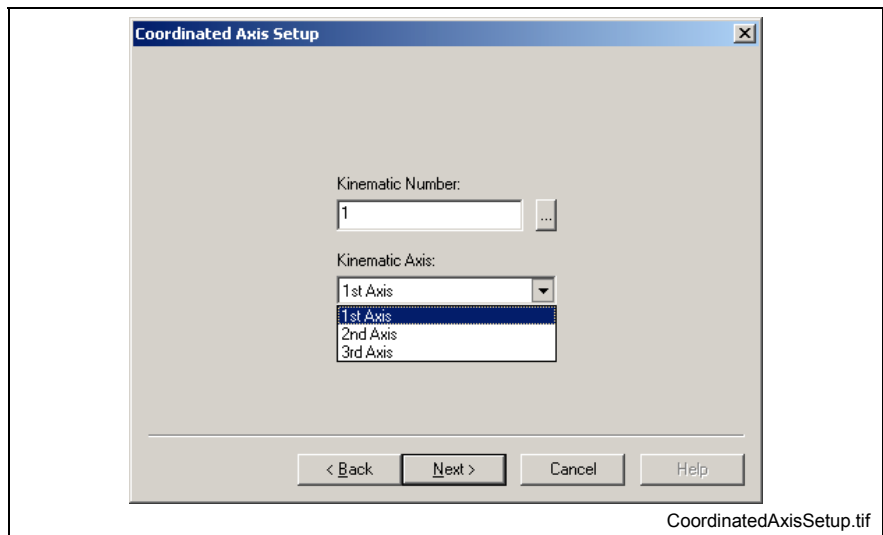 Coordinated Axis Setup
Kinematic Number:
1
...
Kinematic Axis:
1st Axis
1st Axis
2nd Axis
3rd Axis
< Back
Next >
Cancel
Help
CoordinatedAxisSetup.tif